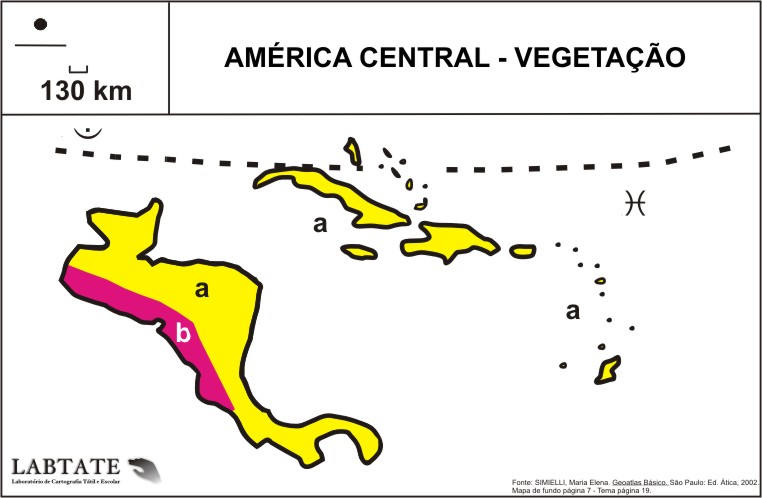 130 km
AMÉRICA CENTRAL - VEGETAÇÃO
a
a
b
a
LABTATE
Laboratório de Cartografia Tátil e Escolar
Fonte: SIMIELLI, Maria Elena. Geoatlas Básico. São Paulo: Ed. Ática, 2002.
Mapa de fundo página 7 - Tema página 19.